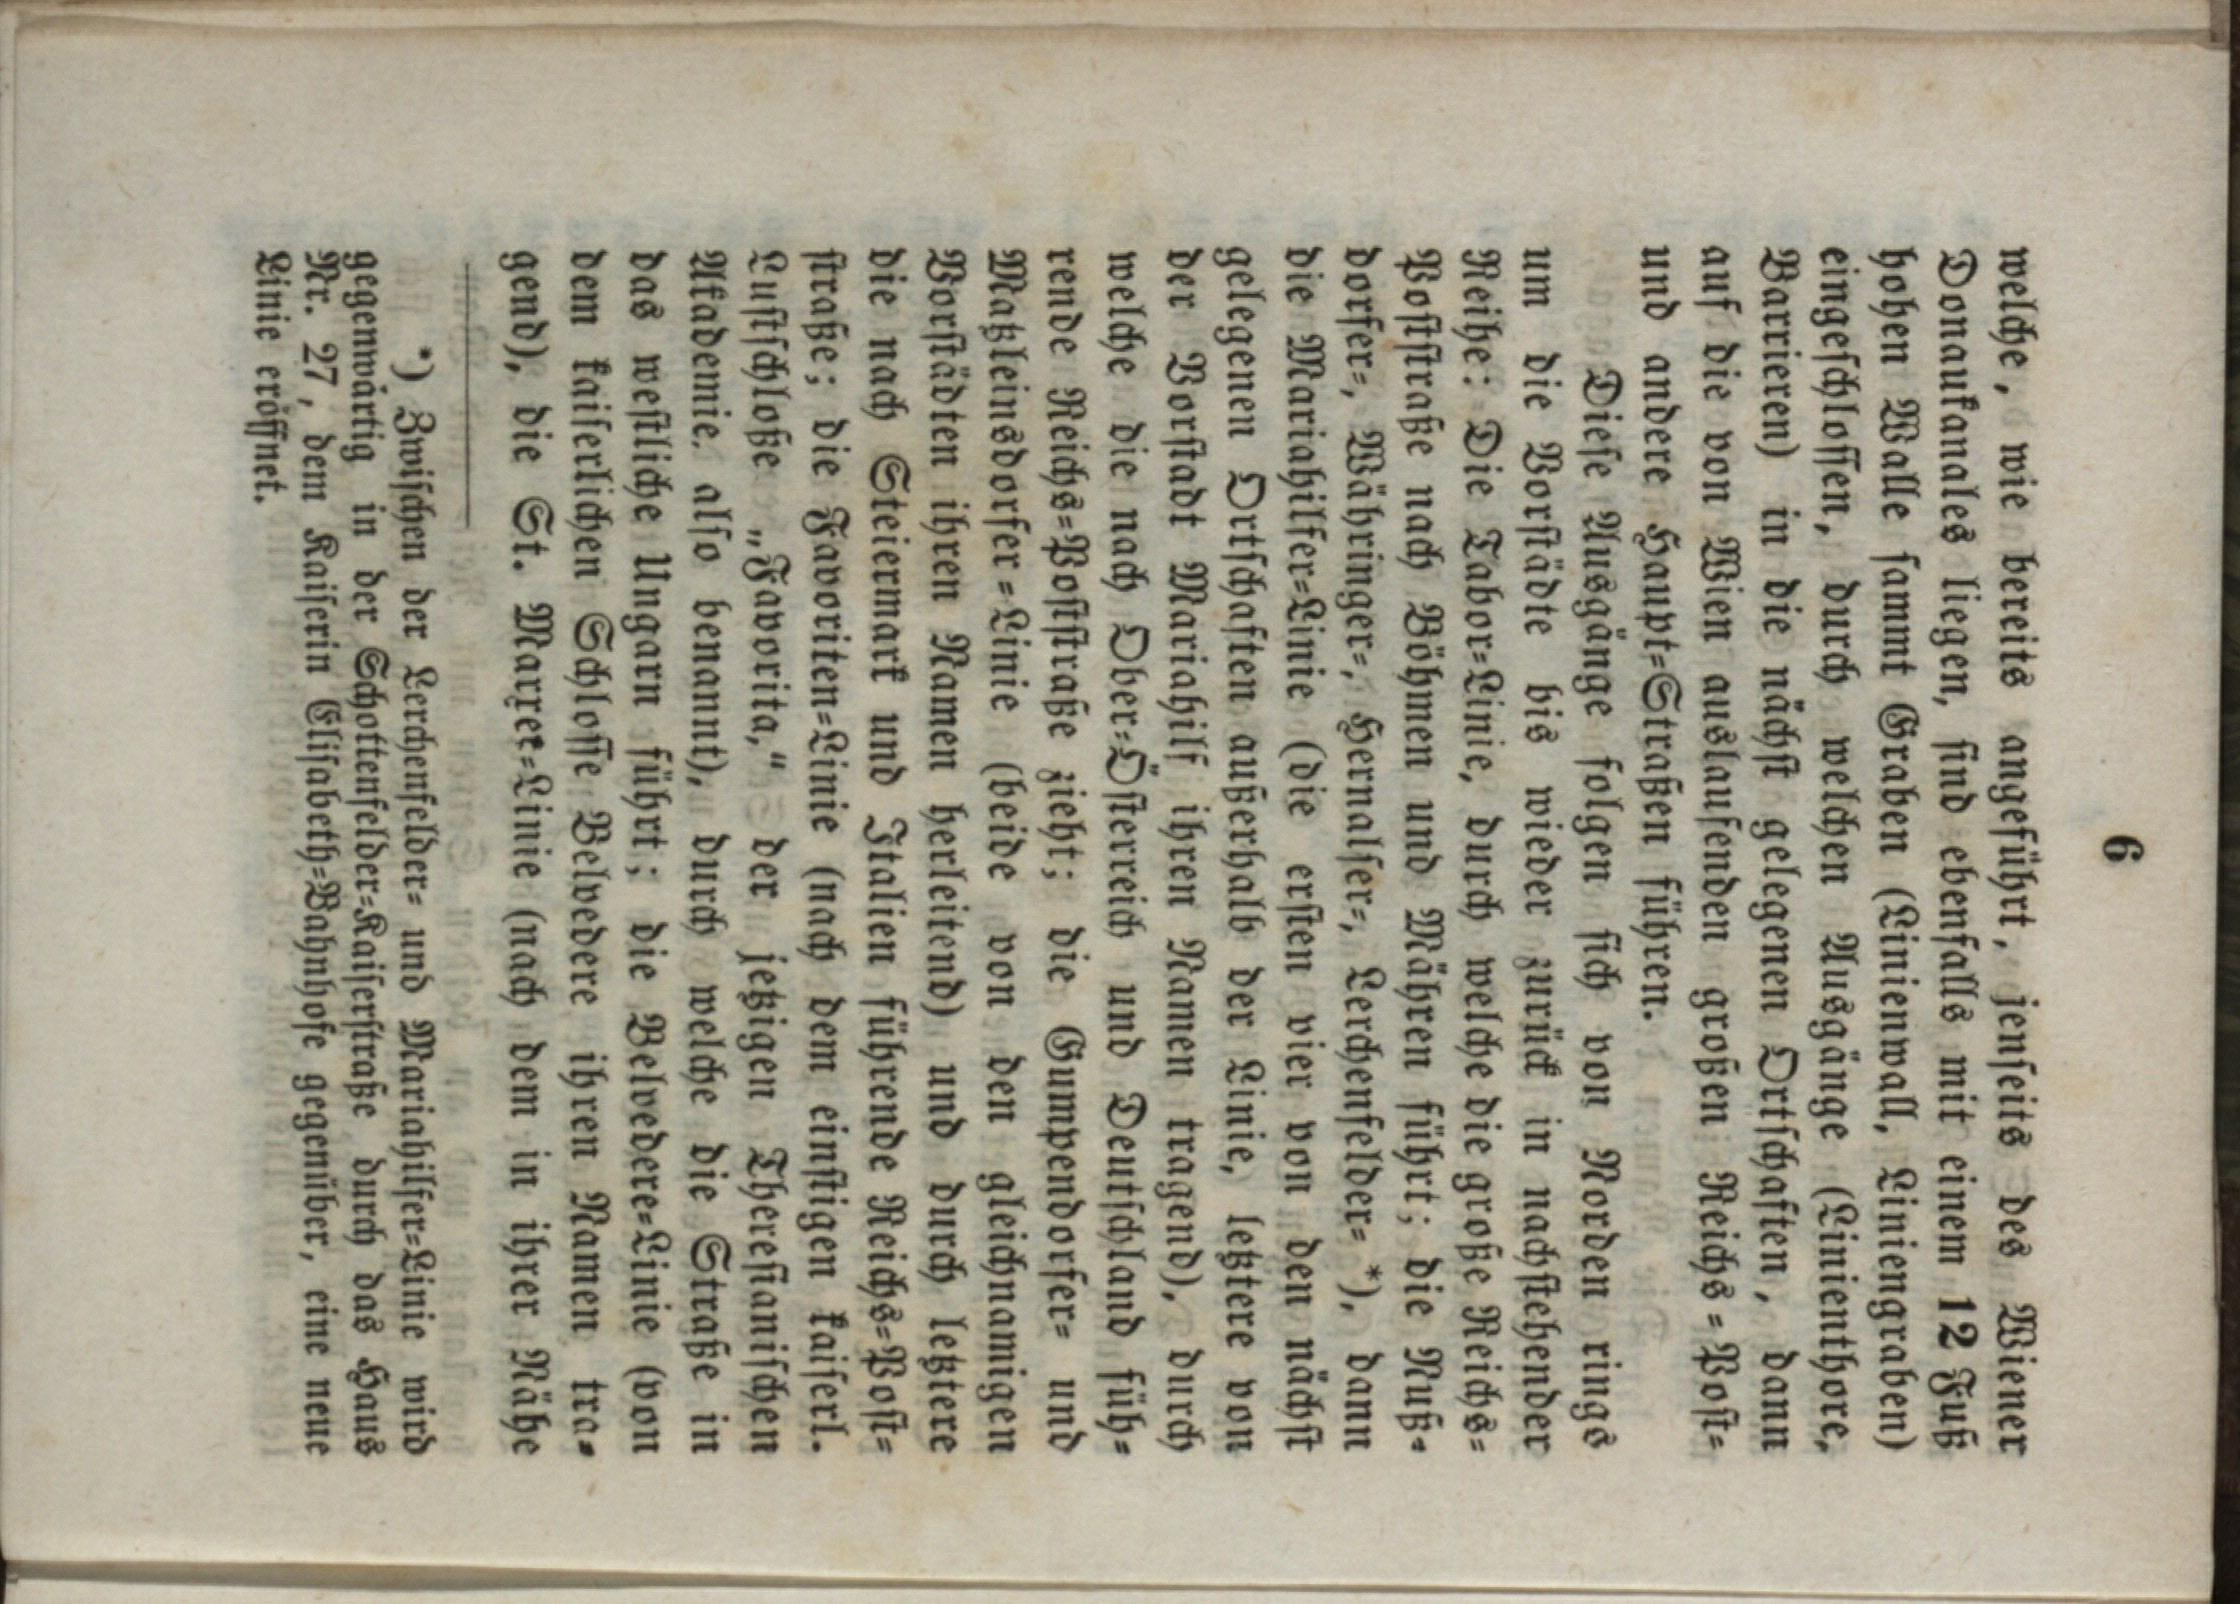 6
welche, wie bereits angeführt, jenseits des Wiener
Donaukanales liegen, sind ebenfalls mit einem 12 Fuß
hohen Walle sammt Graben (Linienwall, Liniengraben)
eingeschlossen, durch welchen Ausgänge (Linienthore,
Barrieren) in die nächst gelegenen Ortschaften, dann
auf die von Wien auslaufenden großen Reichs=Post=
und andere Haupt=Straßen führen.
Diese Ausgänge folgen sich von Norden rings
um die Vorstädte bis wieder zurück in nachstehender
Reihe: Die Tabor=Linie, durch welche die große Reichs=
Poststraße nach Böhmen und Mähren führt; die Nuß=
dorfer=, Währinger=, Hernalser=, Lerchenfelder= *), dann
die Mariahilfer=Linie (die ersten vier von den nächst
gelegenen Ortschaften außerhalb der Linie, letztere von
der Vorstadt Mariahilf ihren Namen tragend), durch
welche die nach Ober=Österreich und Deutschland füh=
rende Reichs=Poststraße zieht; die Gumpendorfer= und
Matzleinsdorfer=Linie (beide von den gleichnamigen
Vorstädten ihren Namen herleitend) und durch letztere
die nach Steiermark und Italien führende Reichs=Post=
straße; die Favoriten=Linie (nach dem einstigen kaiserl.
Lustschloße „Favorita,“ der jetzigen Theresianischen
Akademie, also benannt), durch welche die Straße in
das westliche Ungarn führt; die Belvedere=Linie (von
dem kaiserlichen Schlosse Belvedere ihren Namen tra=
gend), die St. Marxer=Linie (nach dem in ihrer Nähe
*) Zwischen der Lerchenfelder= und Mariahilfer=Linie wird
gegenwärtig in der Schottenfelder=Kaiserstraße durch das Haus
Nr. 27, dem Kaiserin Elisabeth=Bahnhofe gegenüber, eine neue
Linie eröffnet.